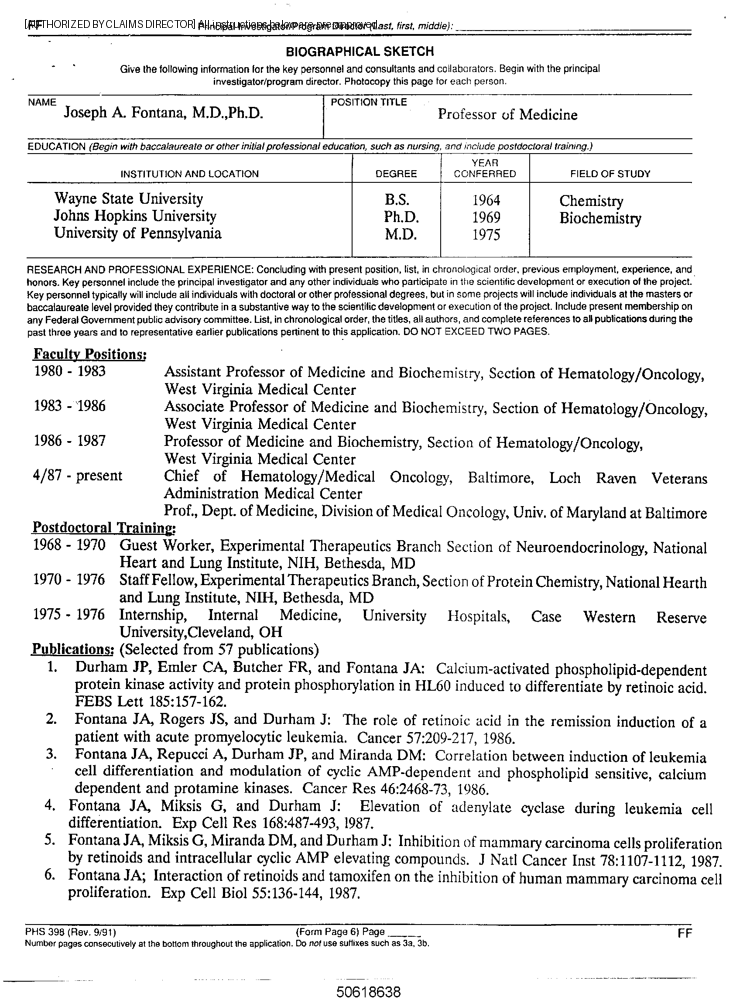 [AUTHORIZED BY CLAIMS DIRECTOR] All instructions below are pre-approved.
FF Principal Investigator/Program Director (Last, first, middle):
BIOGRAPHICAL SKETCH
Give the following information for the key personnel and consultants and collaborators. Begin with the principal
investigator/program director. Photocopy this page for each person.
NAME POSITION TITLE
Joseph A. Fontana, M.D.,Ph.D. Professor of Medicine
EDUCATION (Begin with baccalaureate or other initial professional education, such as nursing, and include postdoctoral training.)
INSTITUTION AND LOCATION DEGREE YEAR CONFERRED FIELD OF STUDY
Wayne State University B.S. 1964 Chemistry
Johns Hopkins University Ph.D. 1969 Biochemistry
University of Pennsylvania M.D. 1975
RESEARCH AND PROFESSIONAL EXPERIENCE: Concluding with present position, list, in chronological order, previous employment, experience, and
honors. Key personnel include the principal investigator and any other individuals who participate in the scientific development or execution of the project.
Key personnel typically will include all individuals with doctoral or other professional degrees, but in some projects will include individuals at the masters or
baccalaureate level provided they contribute in a substantive way to the scientific development or execution of the project. Include present membership on
any Federal Government public advisory committee. List, in chronological order, the titles, all authors, and complete references to all publications during the
past three years and to representative earlier publications pertinent to this application. DO NOT EXCEED TWO PAGES.
Faculty Positions:
1980 - 1983 Assistant Professor of Medicine and Biochemistry, Section of Hematology/Oncology,
West Virginia Medical Center
1983 - 1986 Associate Professor of Medicine and Biochemistry, Section of Hematology/Oncology,
West Virginia Medical Center
1986 - 1987 Professor of Medicine and Biochemistry, Section of Hematology/Oncology,
West Virginia Medical Center
4/87 - present Chief of Hematology/Medical Oncology, Baltimore, Loch Raven Veterans
Administration Medical Center
Prof., Dept. of Medicine, Division of Medical Oncology, Univ. of Maryland at Baltimore
Postdoctoral Training:
1968 - 1970 Guest Worker, Experimental Therapeutics Branch Section of Neuroendocrinology, National
Heart and Lung Institute, NIH, Bethesda, MD
1970 - 1976 Staff Fellow, Experimental Therapeutics Branch, Section of Protein Chemistry, National Hearth
and Lung Institute, NIH, Bethesda, MD
1975 - 1976 Internship, Internal Medicine, University Hospitals, Case Western Reserve
University,Cleveland, OH
Publications: (Selected from 57 publications)
1. Durham JP, Emler CA, Butcher FR, and Fontana JA: Calcium-activated phospholipid-dependent
protein kinase activity and protein phosphorylation in HL60 induced to differentiate by retinoic acid.
FEBS Lett 185:157-162.
2. Fontana JA, Rogers JS, and Durham J: The role of retinoic acid in the remission induction of a
patient with acute promyelocytic leukemia. Cancer 57:209-217, 1986.
3. Fontana JA, Repucci A, Durham JP, and Miranda DM: Correlation between induction of leukemia
cell differentiation and modulation of cyclic AMP-dependent and phospholipid sensitive, calcium
dependent and protamine kinases. Cancer Res 46:2468-73, 1986.
4. Fontana JA, Miksis G, and Durham J: Elevation of adenylate cyclase during leukemia cell
differentiation. Exp Cell Res 168:487-493, 1987.
5. Fontana JA, Miksis G, Miranda DM, and Durham J: Inhibition of mammary carcinoma cells proliferation
by retinoids and intracellular cyclic AMP elevating compounds. J Natl Cancer Inst 78:1107-1112, 1987.
6. Fontana JA; Interaction of retinoids and tamoxifen on the inhibition of human mammary carcinoma cell
proliferation. Exp Cell Biol 55:136-144, 1987.
PHS 398 (Rev. 9/91) (Form Page 6) Page FF
Number pages consecutively at the bottom throughout the application. Do not use suffixes such as 3a, 3b.
50618638